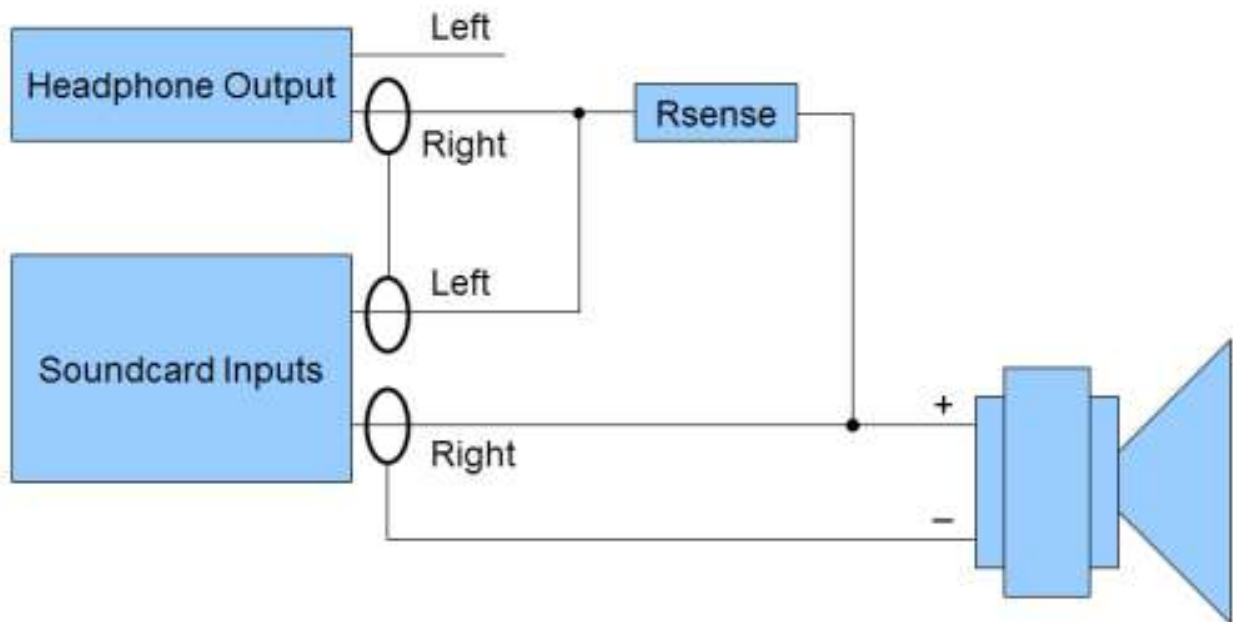 Left
Headphone Output
Rsense
Right
Left
Soundcard Inputs
+
Right
–